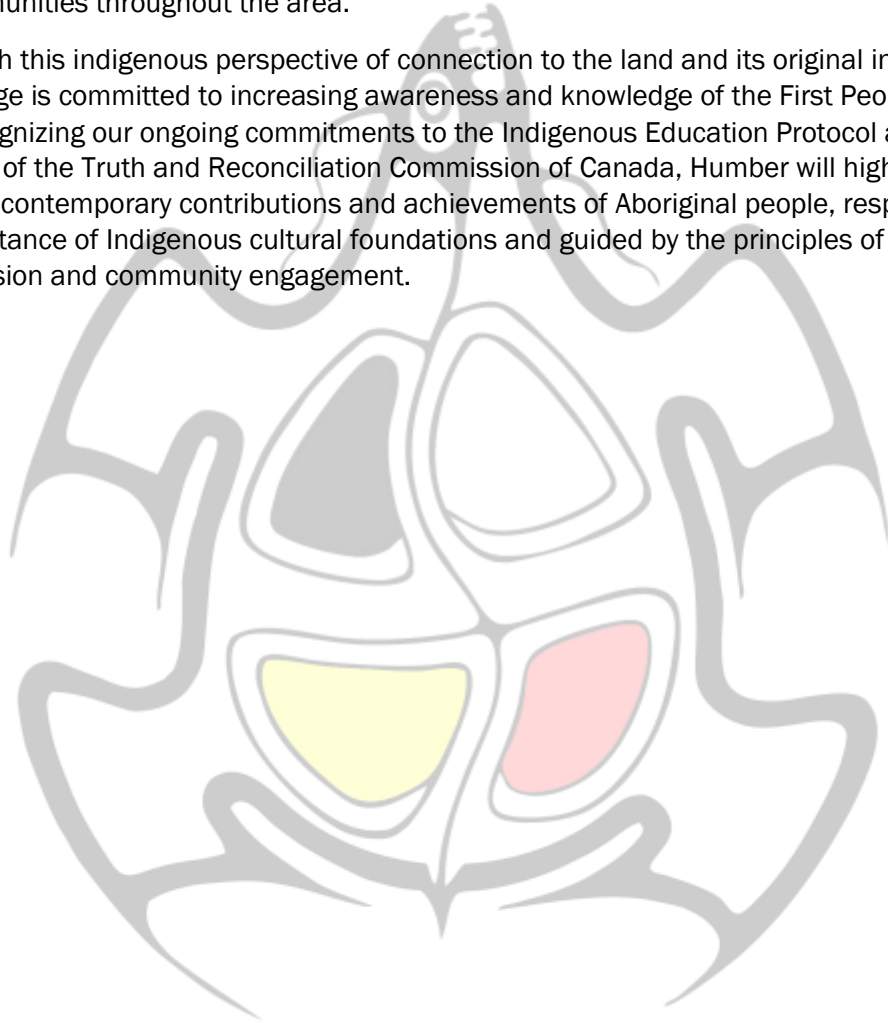 nunities throughout the area.
h this indigenous perspective of connection to the land and its original in
ge is committed to increasing awareness and knowledge of the First Peo
gnizing our ongoing commitments to the Indigenous Education Protocol a
of the Truth and Reconciliation Commission of Canada, Humber will high
contemporary contributions and achievements of Aboriginal people, resp
tance of Indigenous cultural foundations and guided by the principles of
sion and community engagement.